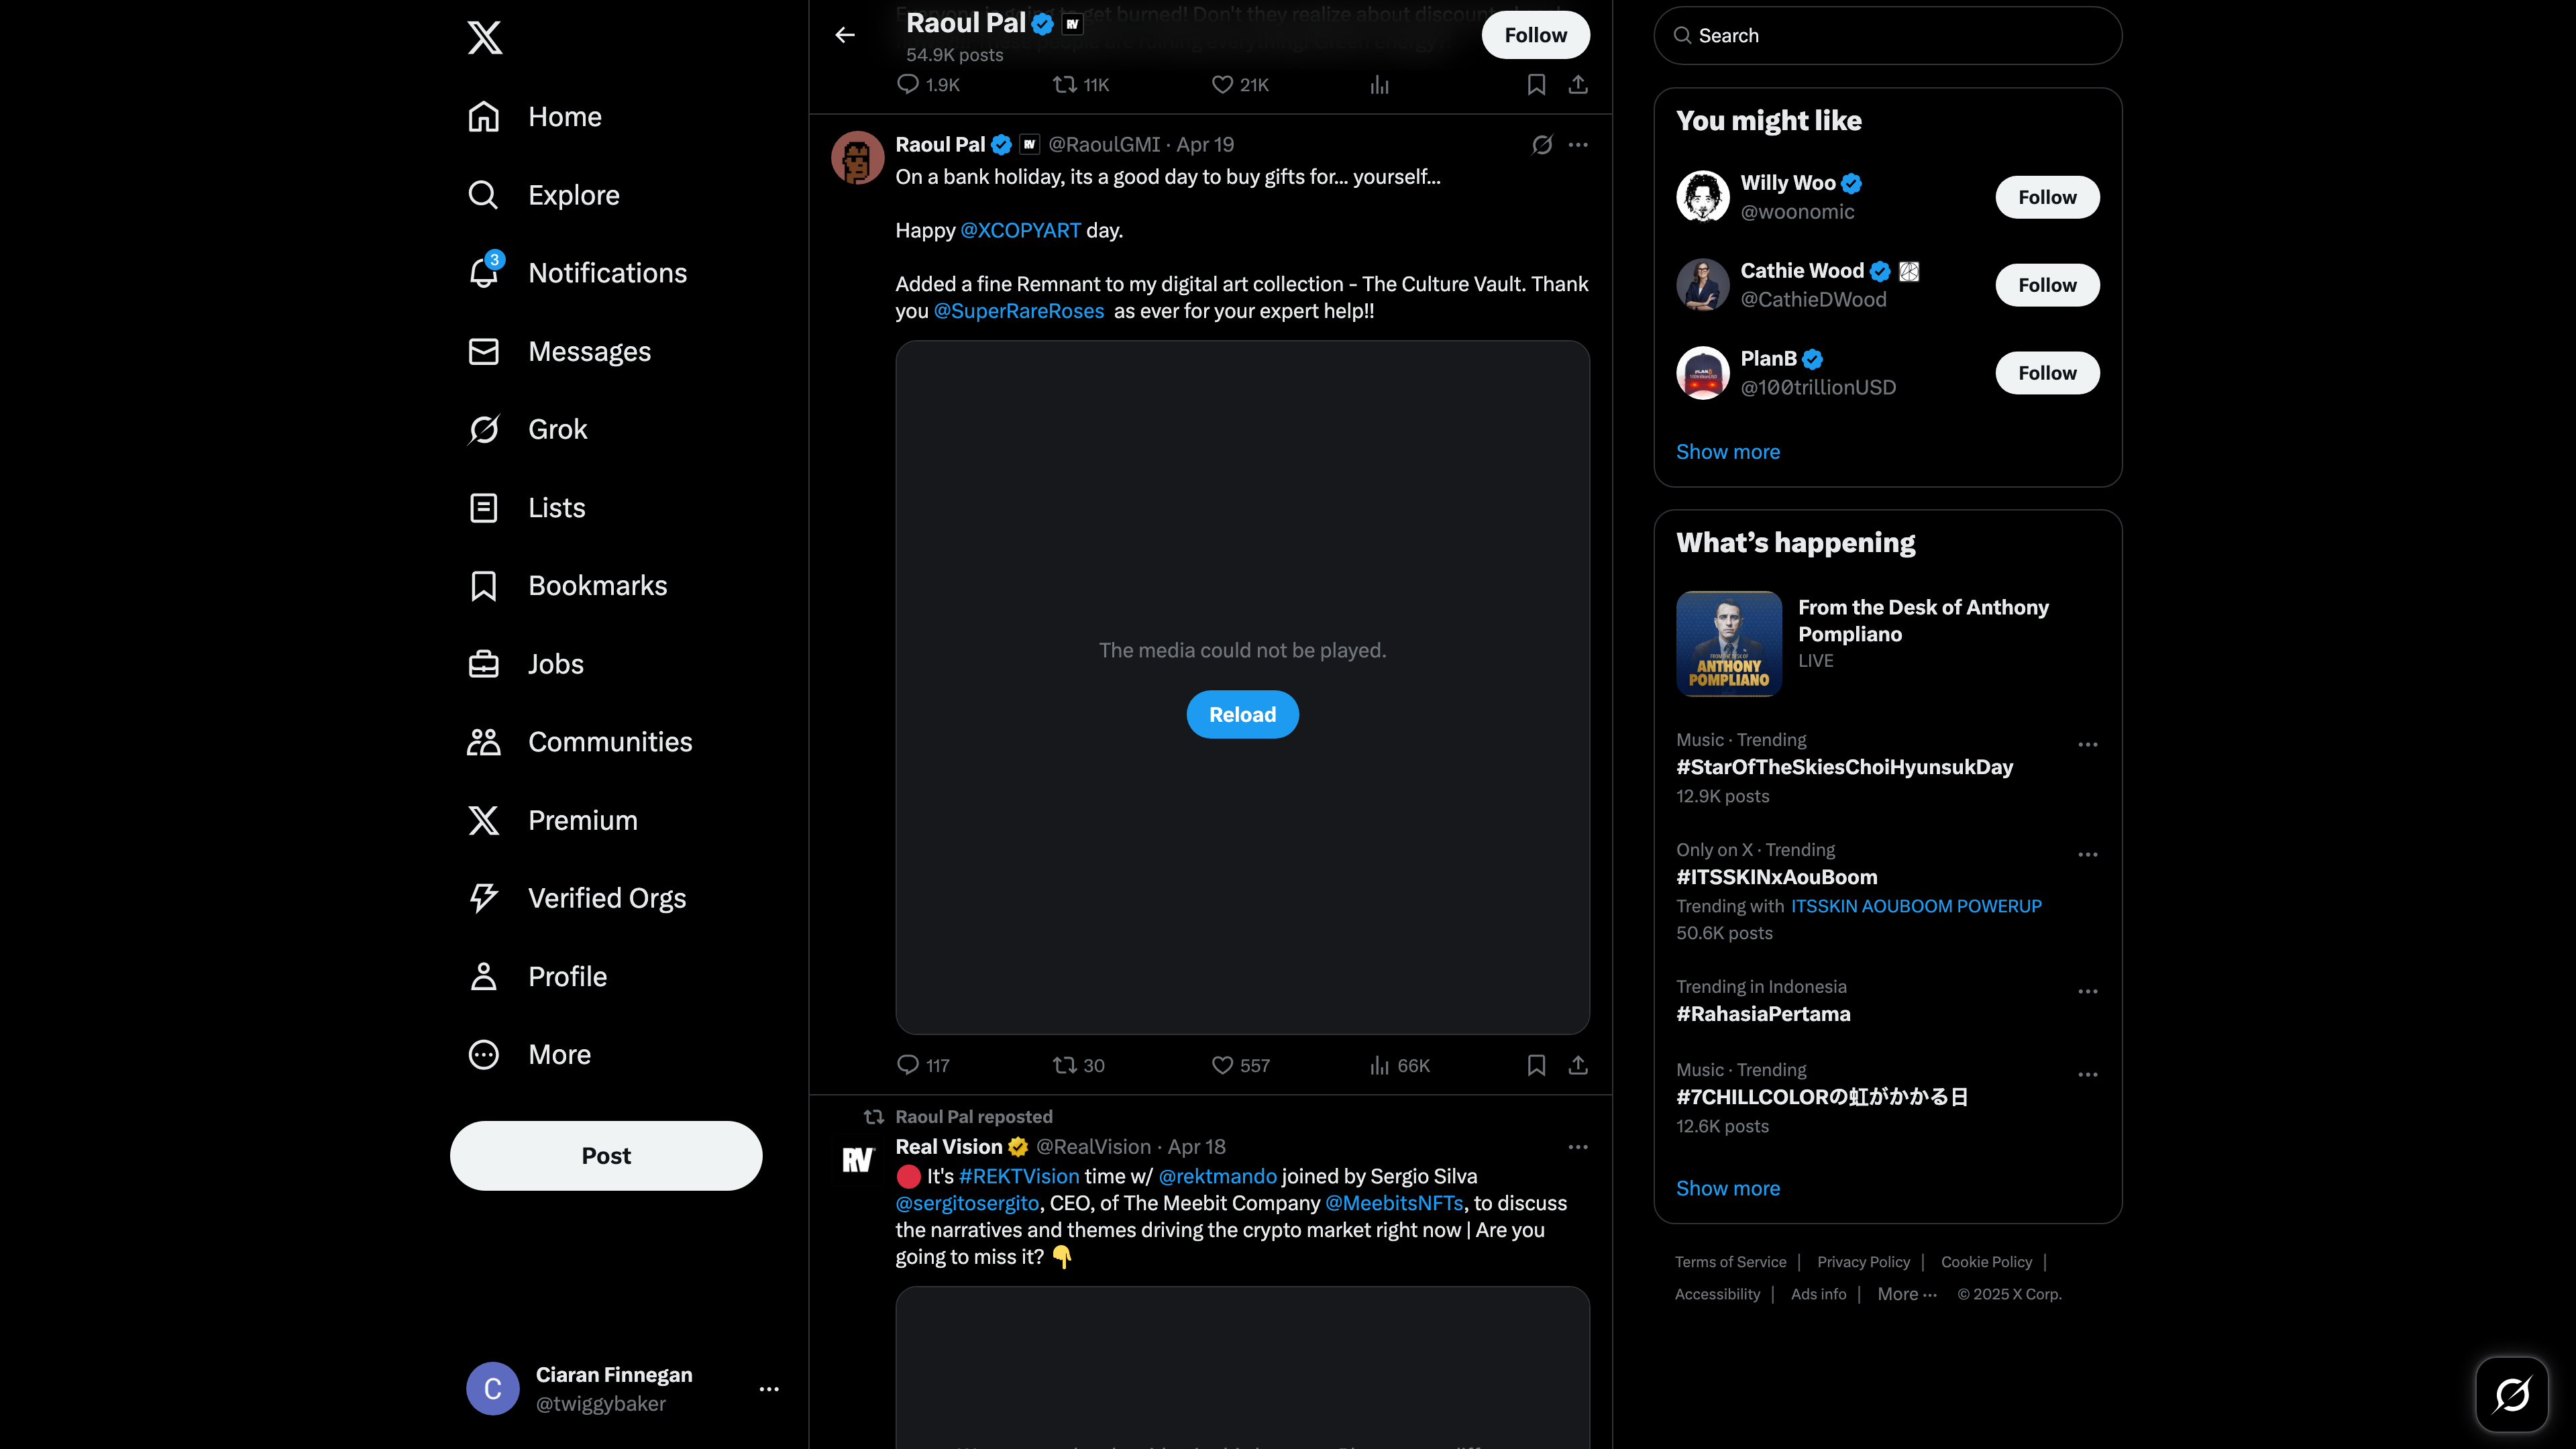 Home
Explore
3
Notifications
Messages
Grok
Lists
Bookmarks
Jobs
Communities
Premium
Verified Orgs
Profile
More
Post
C
Ciaran Finnegan
@twiggybaker
Raoul Pal RV
54.9K posts
Follow
1.9K 11K 21K
Raoul Pal RV @RaoulGMI · Apr 19
On a bank holiday, its a good day to buy gifts for... yourself...
Happy @XCOPYART day.
Added a fine Remnant to my digital art collection - The Culture Vault. Thank
you @SuperRareRoses as ever for your expert help!!
The media could not be played.
Reload
117 30 557 66K
Raoul Pal reposted
RV
Real Vision @RealVision · Apr 18
🔴 It's #REKTVision time w/ @rektmando joined by Sergio Silva
@sergitosergito, CEO, of The Meebit Company @MeebitsNFTs, to discuss
the narratives and themes driving the crypto market right now | Are you
going to miss it? 👇
Search
You might like
Willy Woo
@woonomic
Follow
Cathie Wood
@CathieDWood
Follow
PlanB
@100trillionUSD
Follow
Show more
What's happening
ANTHONY
POMPLIANO
From the Desk of Anthony
Pompliano
LIVE
Music · Trending
#StarOfTheSkiesChoiHyunsukDay
12.9K posts
Only on X · Trending
#ITSSKINxAouBoom
Trending with ITSSKIN AOUBOOM POWERUP
50.6K posts
Trending in Indonesia
#RahasiaPertama
Music · Trending
#7CHILLCOLORの虹がかかる日
12.6K posts
Show more
Terms of Service | Privacy Policy | Cookie Policy |
Accessibility | Ads info | More ··· © 2025 X Corp.